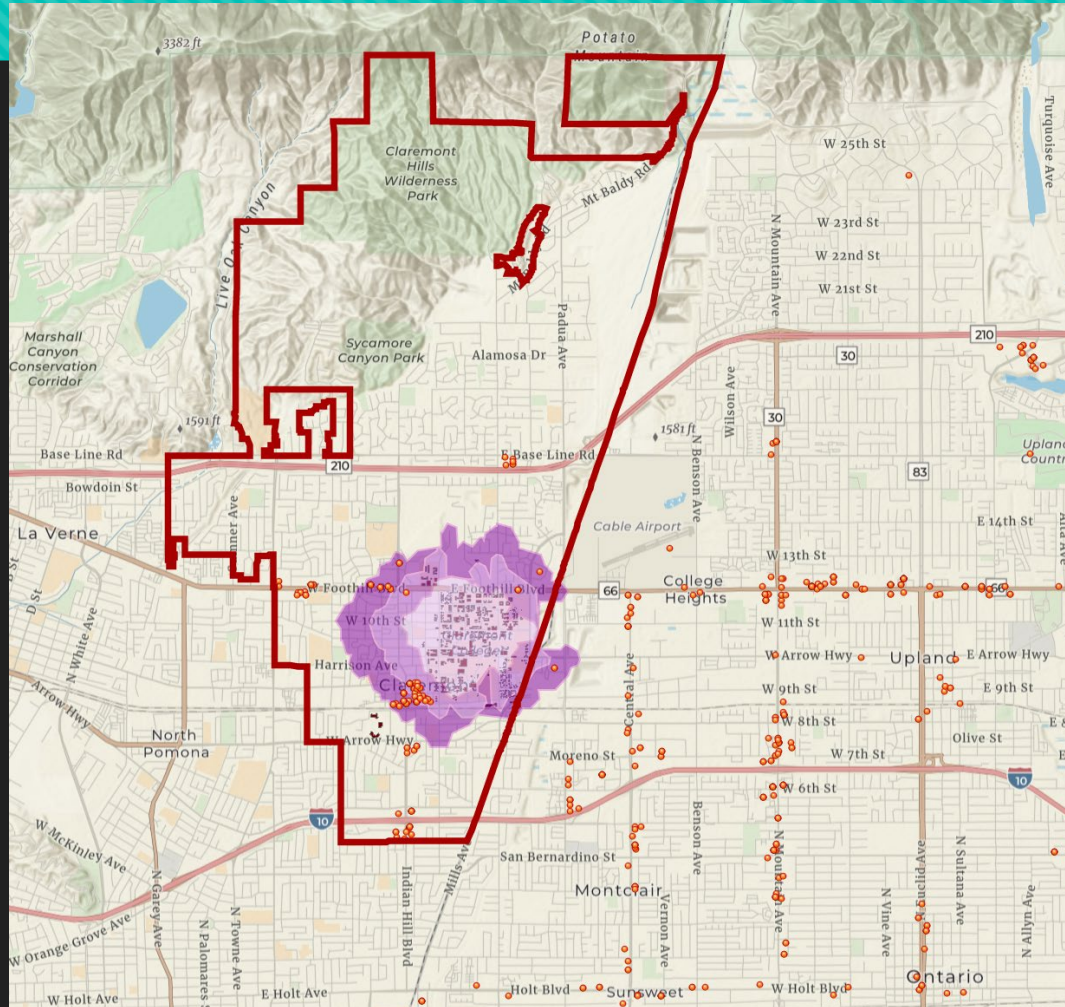 3382 ft
Potato
Mountain
Claremont
Hills
Wilderness
Park
W 25th St
Turquoise Ave
Mt Baldy Rd
Live Oak Canyon
W 23rd St
N Mountain Ave
W 22nd St
W 21st St
Padua Ave
Marshall
Canyon
Conservation
Corridor
Sycamore
Canyon Park
Alamosa Dr
210
30
Wilson Ave
1591 ft
30
1581 ft
Base Line Rd
E Base Line Rd
N Benson Ave
Upland
210
83
Bowdoin St
La Verne
Cable Airport
E 14th St
W 13th St
D St
W Foothill Blvd
E Foothill Blvd
66
College
Heights
66
N White Ave
W 10th St
W 11th St
Harrison Ave
W Arrow Hwy
Upland
E Arrow Hwy
Claremont
Central Ave
W 9th St
E 9th St
Arrow Hwy
North
Pomona
W Arrow Hwy
W 8th St
Olive St
Moreno St
W 7th St
10
10
W 6th St
W McKinley Ave
Benson Ave
San Bernardino St
Mills Ave
Montclair
N Garey Ave
Indian Hill Blvd
N Mountain Ave
N Vine Ave
N Euclid Ave
N Sultana Ave
N Allyn Ave
W Orange Grove Ave
N Towne Ave
Vernon Ave
Ontario
W Holt Ave
E Holt Ave
Holt Blvd
Sunsweet
W Holt Blvd